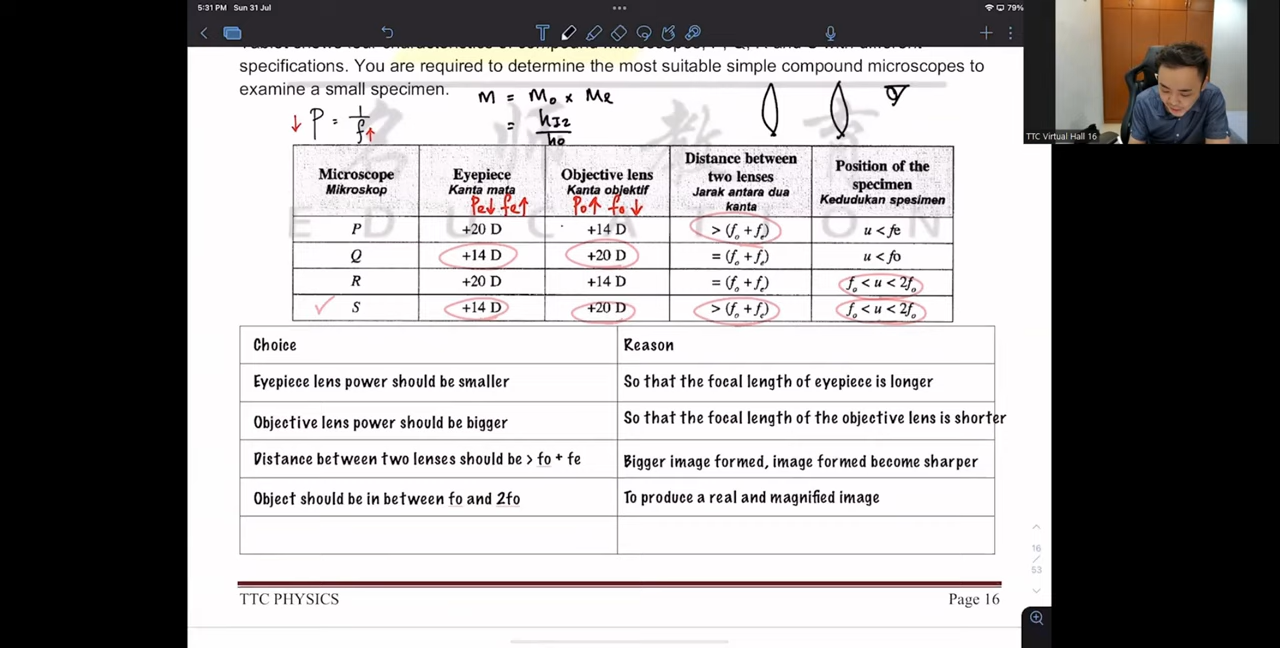 5:31 PM Sun 31 Jul
79%
specifications. You are required to determine the most suitable simple compound microscopes to
examine a small specimen.
M = Mo x Me
= hI2
ho
↓ P = 1
f↑
TTC Virtual Hall 16
名 师 教 育
EDUCATION
Microscope
Mikroskop
Eyepiece
Kanta mata
Pe↓ fe↑
Objective lens
Kanta objektif
Po↑ fo↓
Distance between
two lenses
Jarak antara dua
kanta
Position of the
specimen
Kedudukan spesimen
P +20 D +14 D > (fo + fe) u < fe
Q +14 D +20 D = (fo + fe) u < fo
R +20 D +14 D = (fo + fe) fo < u < 2fo
✓ S +14 D +20 D > (fo + fe) fo < u < 2fo
Choice Reason
Eyepiece lens power should be smaller So that the focal length of eyepiece is longer
Objective lens power should be bigger So that the focal length of the objective lens is shorter
Distance between two lenses should be > fo + fe Bigger image formed, image formed become sharper
Object should be in between fo and 2fo To produce a real and magnified image
16
53
TTC PHYSICS Page 16